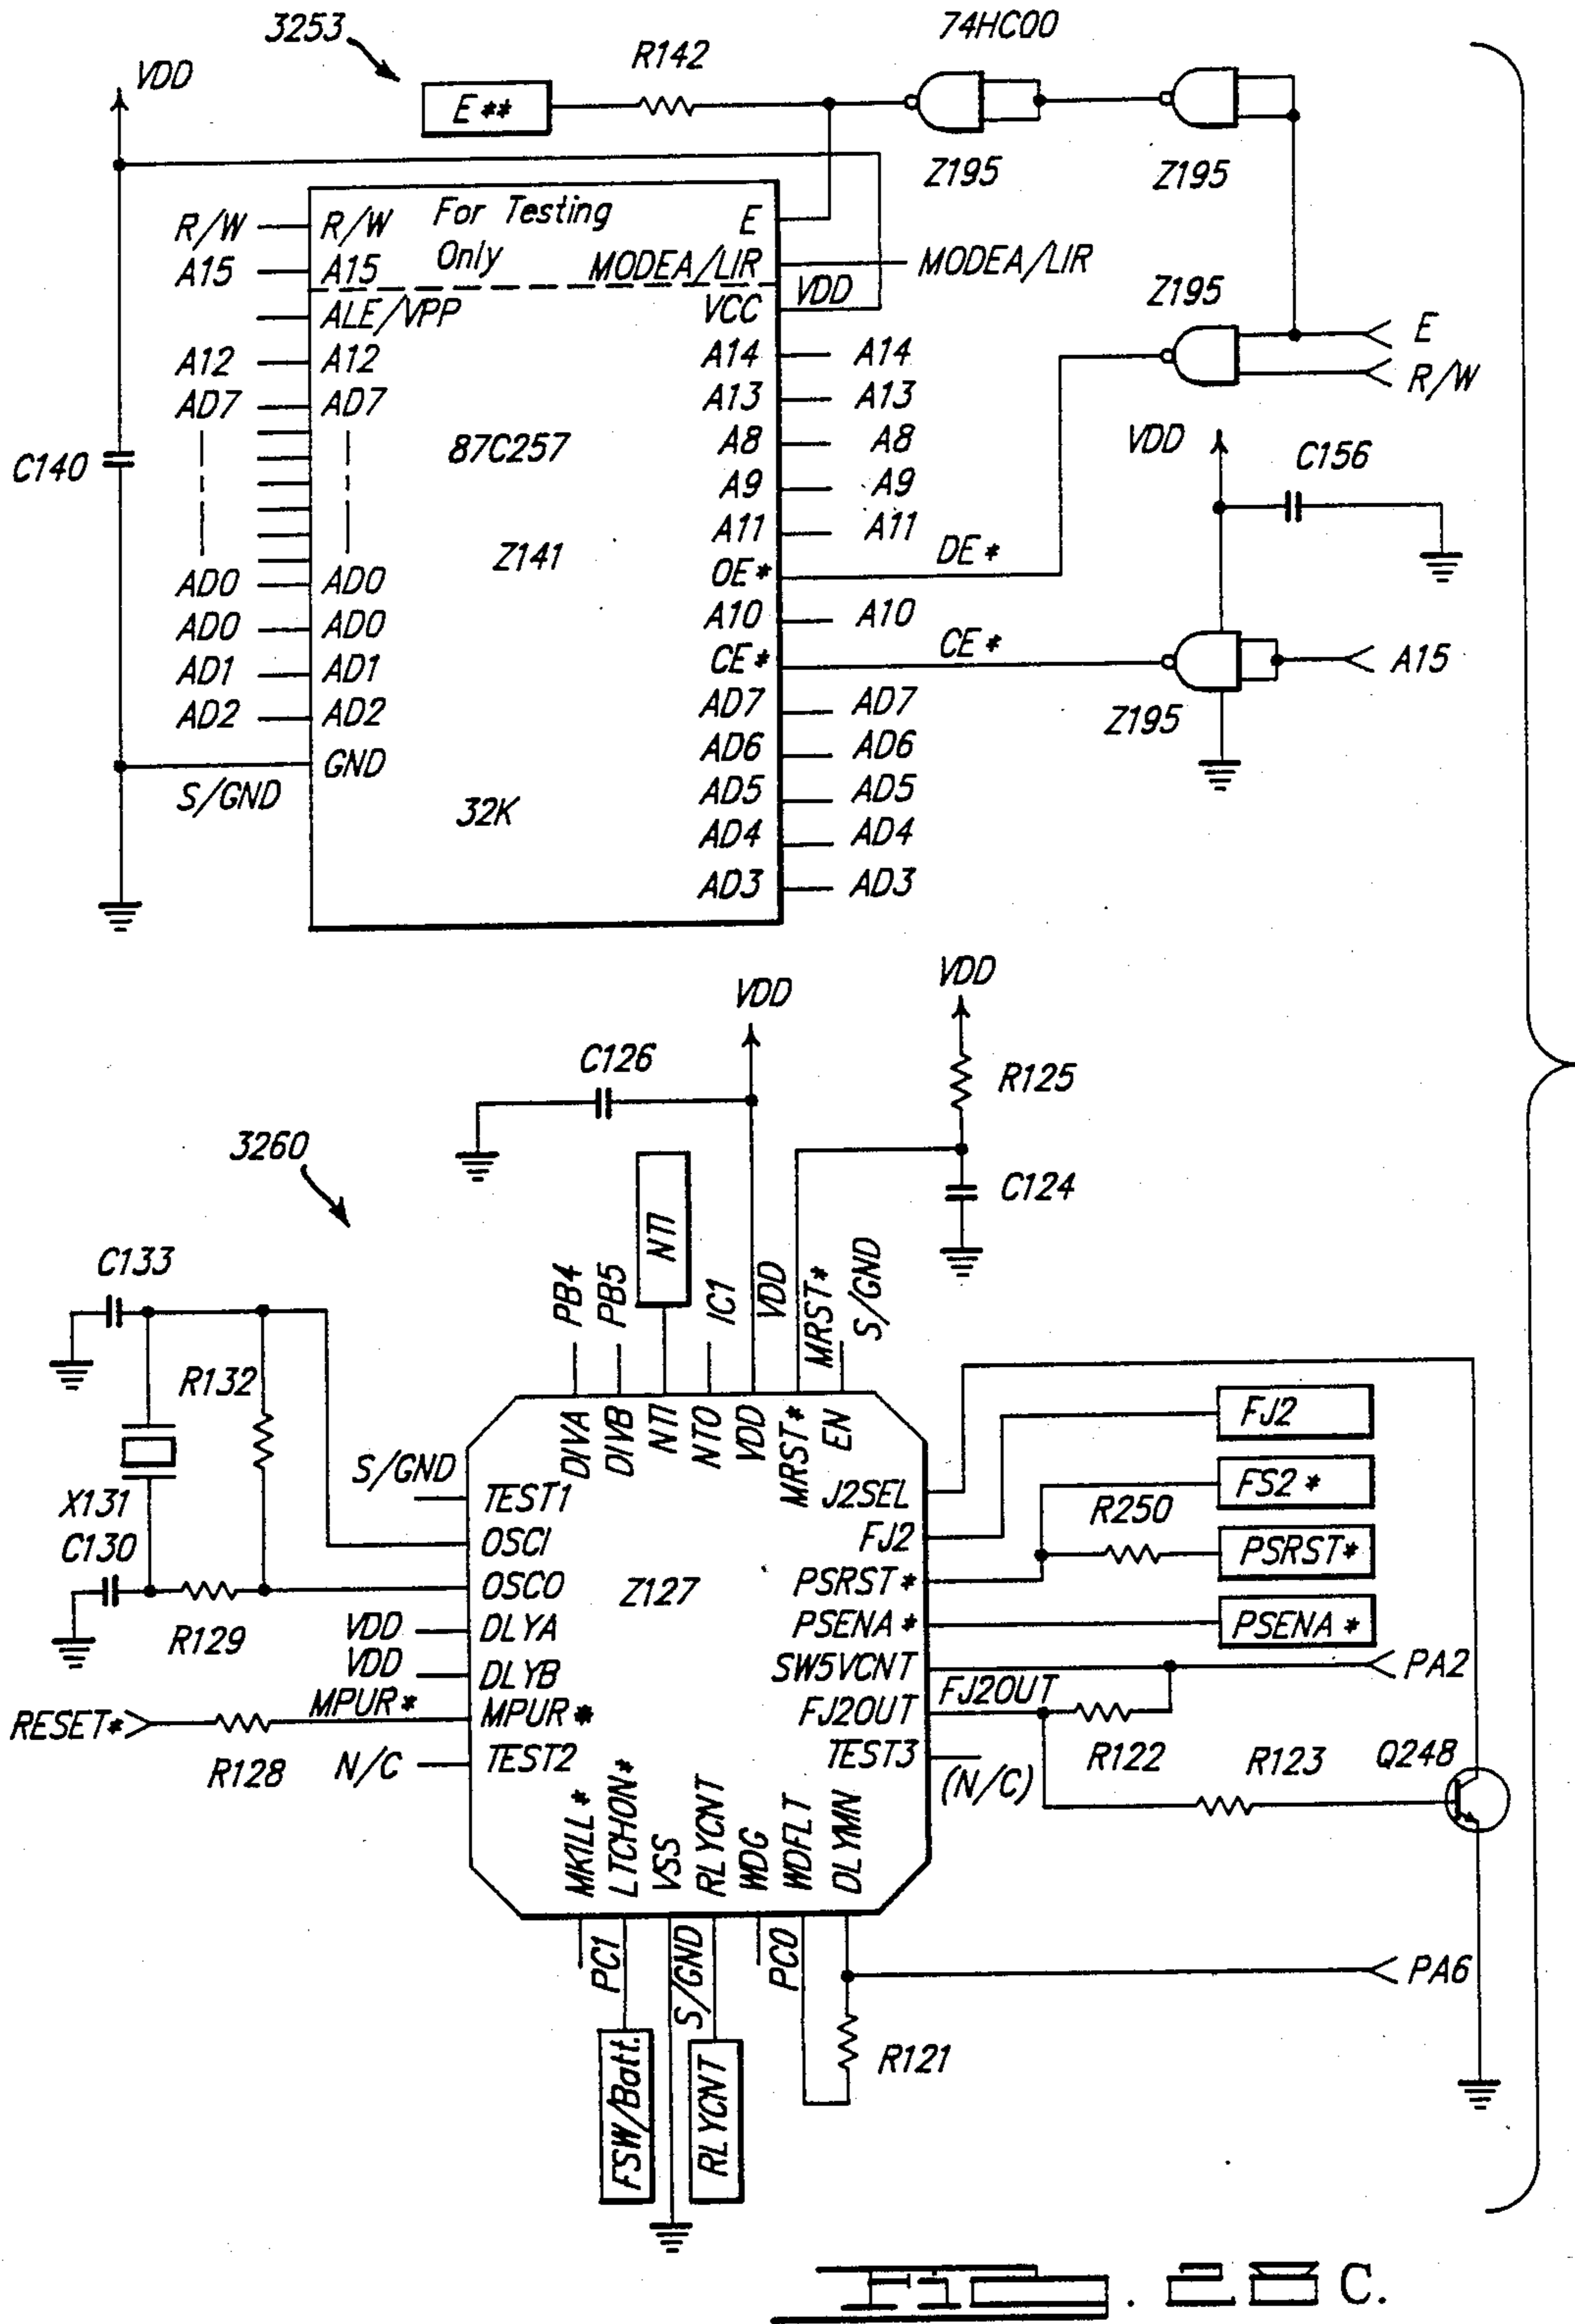 3253
74HC00
VDD
E**
R142
Z195
Z195
R/W
R/W
For Testing
Only
E
A15
A15
MODEA/LIR
MODEA/LIR
ALE/VPP
VCC
VDD
Z195
E
R/W
A12
A12
A14
A14
AD7
AD7
A13
A13
C140
87C257
A8
A8
VDD
C156
A9
A9
A11
A11
Z141
OE*
DE*
AD0
AD0
A10
A10
AD0
AD0
CE*
CE*
A15
AD1
AD1
AD7
AD7
Z195
AD2
AD2
AD6
AD6
GND
S/GND
AD5
AD5
32K
AD4
AD4
AD3
AD3
VDD
VDD
C126
R125
3260
C124
NTI
C133
PB4
PB5
IC1
VDD
MRST*
S/GND
R132
DIVA
DIVB
NTI
NTO
VDD
MRST*
EN
FJ2
S/GND
TEST1
J2SEL
FS2*
X131
R250
OSCI
FJ2
C130
PSRST*
OSCO
Z127
PSRST*
R129
VDD
DLYA
PSENA*
PSENA*
VDD
DLYB
SW5VCNT
PA2
RESET*
MPUR*
MPUR*
FJ2OUT
FJ2OUT
R128
N/C
TEST2
TEST3
(N/C)
R122
R123
Q248
MKILL*
LTCHON*
VSS
RLYCNT
WDG
WDFLT
DLYMN
PC1
S/GND
PC0
PA6
FSW/Batt.
RLYCNT
R121
C.